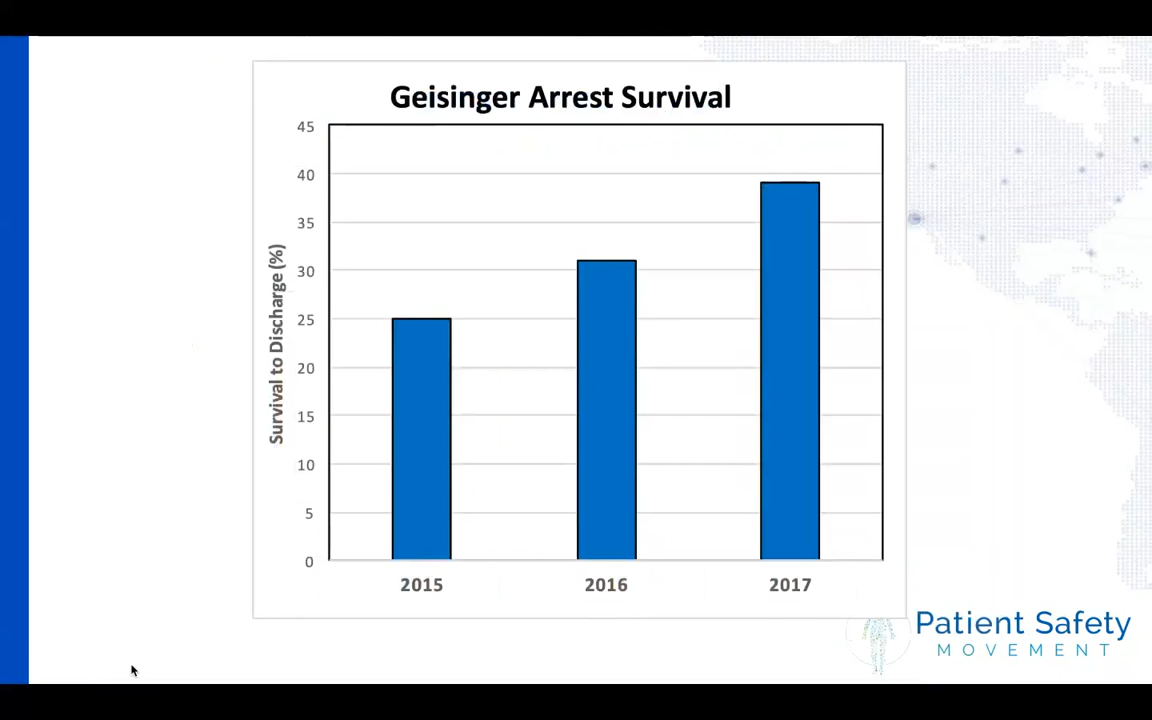 Geisinger Arrest Survival
45
40
35
30
25
20
15
10
5
0
Survival to Discharge (%)
2015 2016 2017
Patient Safety
MOVEMENT